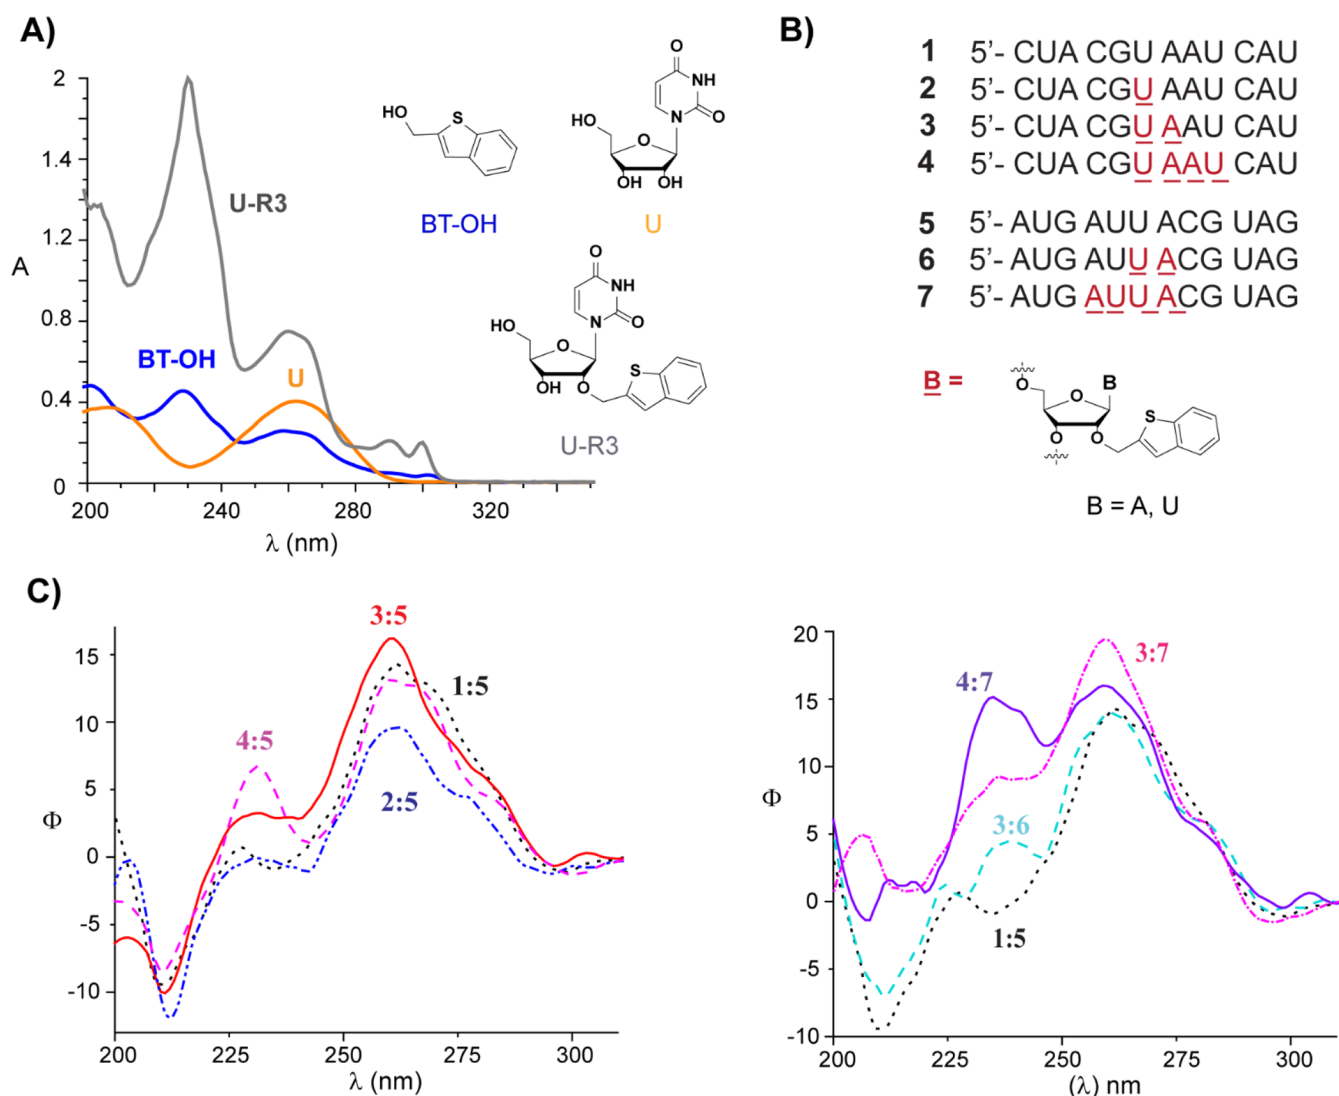 A)
2
1.4
1.2
0.8
0.4
0
A
200
240
280
320
λ (nm)
U-R3
BT-OH
U
HO
S
BT-OH
O
NH
N
O
HO
O
OH
OH
U
O
NH
N
O
HO
O
OH
O
S
U-R3
B)
1 5'- CUA CGU AAU CAU
2 5'- CUA CGU AAU CAU
3 5'- CUA CGU AAU CAU
4 5'- CUA CGU AAU CAU
5 5'- AUG AUU ACG UAG
6 5'- AUG AUU ACG UAG
7 5'- AUG AUUACG UAG
B =
O
O
B
O
O
S
B = A, U
C)
15
10
5
0
-5
-10
Φ
200
225
250
275
300
λ (nm)
3:5
1:5
4:5
2:5
20
15
10
5
0
-5
-10
Φ
200
225
250
275
300
(λ) nm
4:7
3:7
3:6
1:5